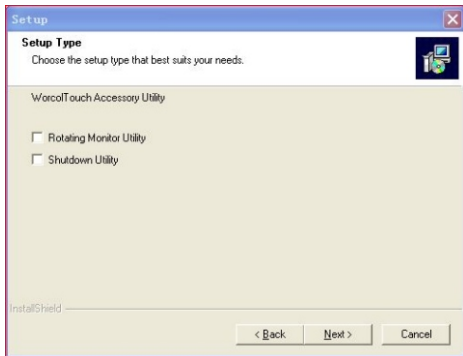 Setup
Setup Type
Choose the setup type that best suits your needs.
WorcolTouch Accessory Utility
Rotating Monitor Utility
Shutdown Utility
InstallShield
< Back Next > Cancel